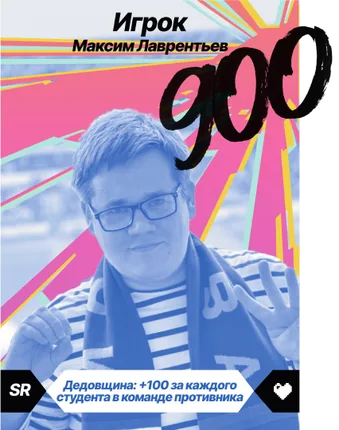 Игрок
Максим Лаврентьев
900
SR
Дедовщина: +100 за каждого
студента в команде противника